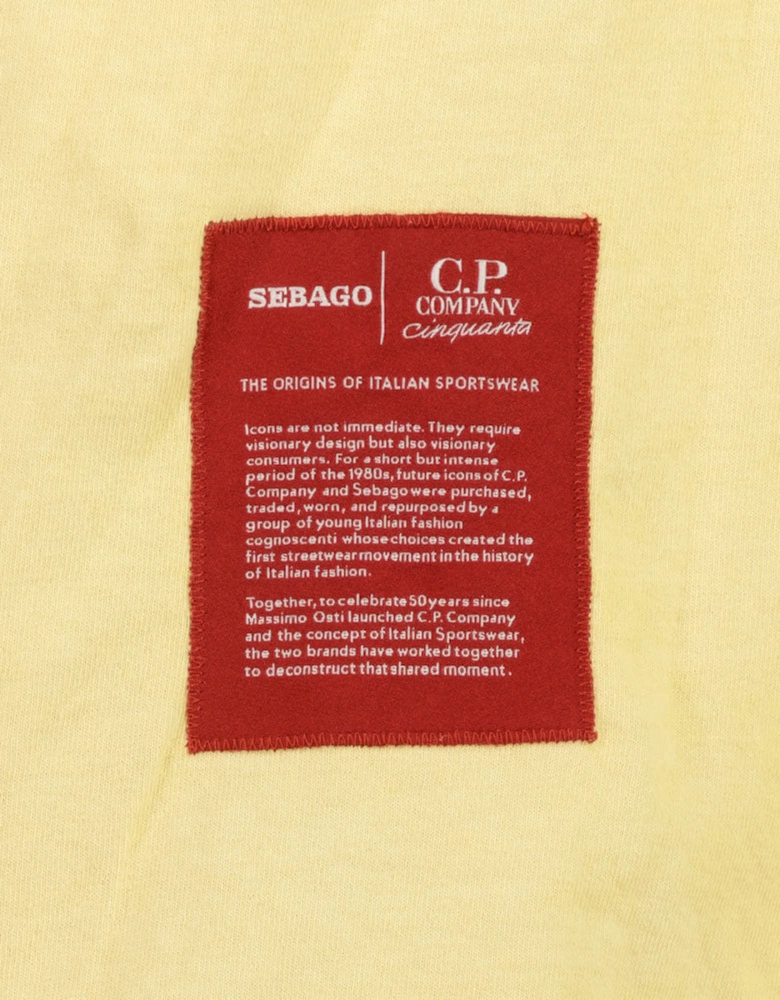 SEBAGO
C.P.
COMPANY
cinquanta
THE ORIGINS OF ITALIAN SPORTSWEAR
Icons are not immediate. They require
visionary design but also visionary
consumers. For a short but intense
period of the 1980s, future icons of C.P.
Company and Sebago were purchased,
traded, worn, and repurposed by a
group of young Italian fashion
cognoscenti whose choices created the
first streetwear movement in the history
of Italian fashion.
Together, to celebrate 50 years since
Massimo Osti launched C.P. Company
and the concept of Italian Sportswear,
the two brands have worked together
to deconstruct that shared moment.